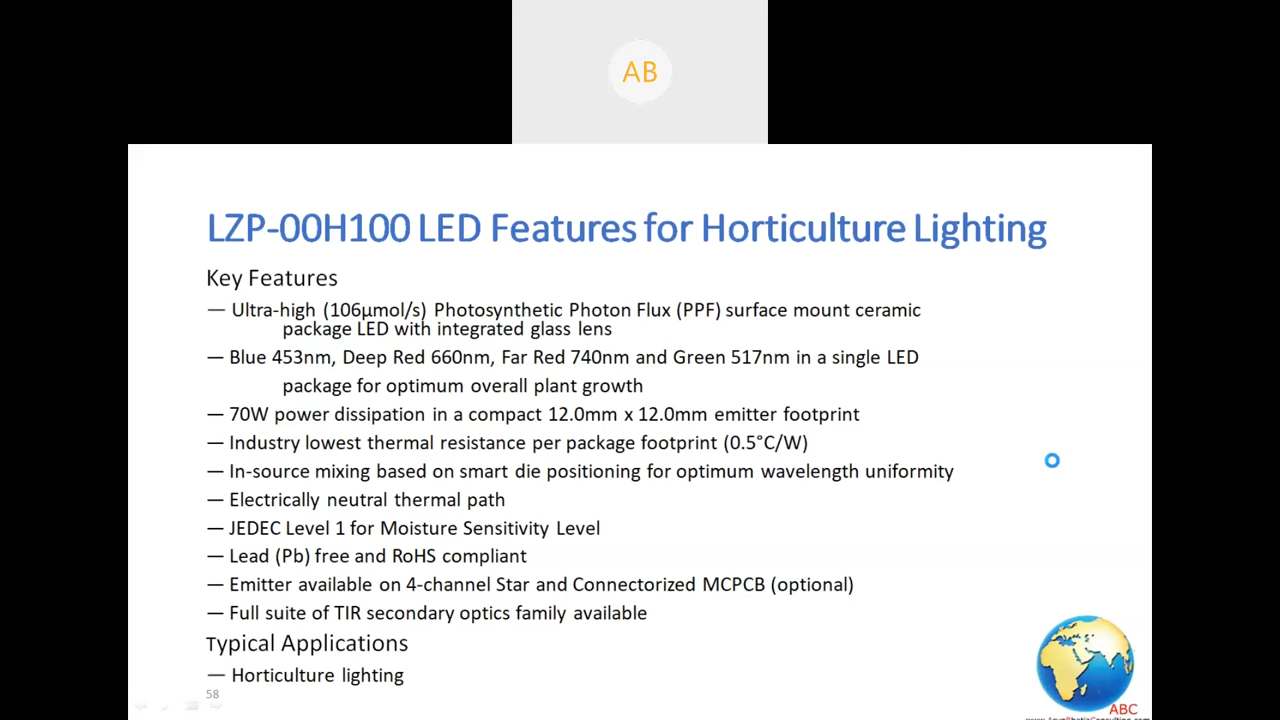 AB
LZP-00H100 LED Features for Horticulture Lighting
Key Features
— Ultra-high (106µmol/s) Photosynthetic Photon Flux (PPF) surface mount ceramic
package LED with integrated glass lens
— Blue 453nm, Deep Red 660nm, Far Red 740nm and Green 517nm in a single LED
package for optimum overall plant growth
— 70W power dissipation in a compact 12.0mm x 12.0mm emitter footprint
— Industry lowest thermal resistance per package footprint (0.5°C/W)
— In-source mixing based on smart die positioning for optimum wavelength uniformity
— Electrically neutral thermal path
— JEDEC Level 1 for Moisture Sensitivity Level
— Lead (Pb) free and RoHS compliant
— Emitter available on 4-channel Star and Connectorized MCPCB (optional)
— Full suite of TIR secondary optics family available
Typical Applications
— Horticulture lighting
58
ABC